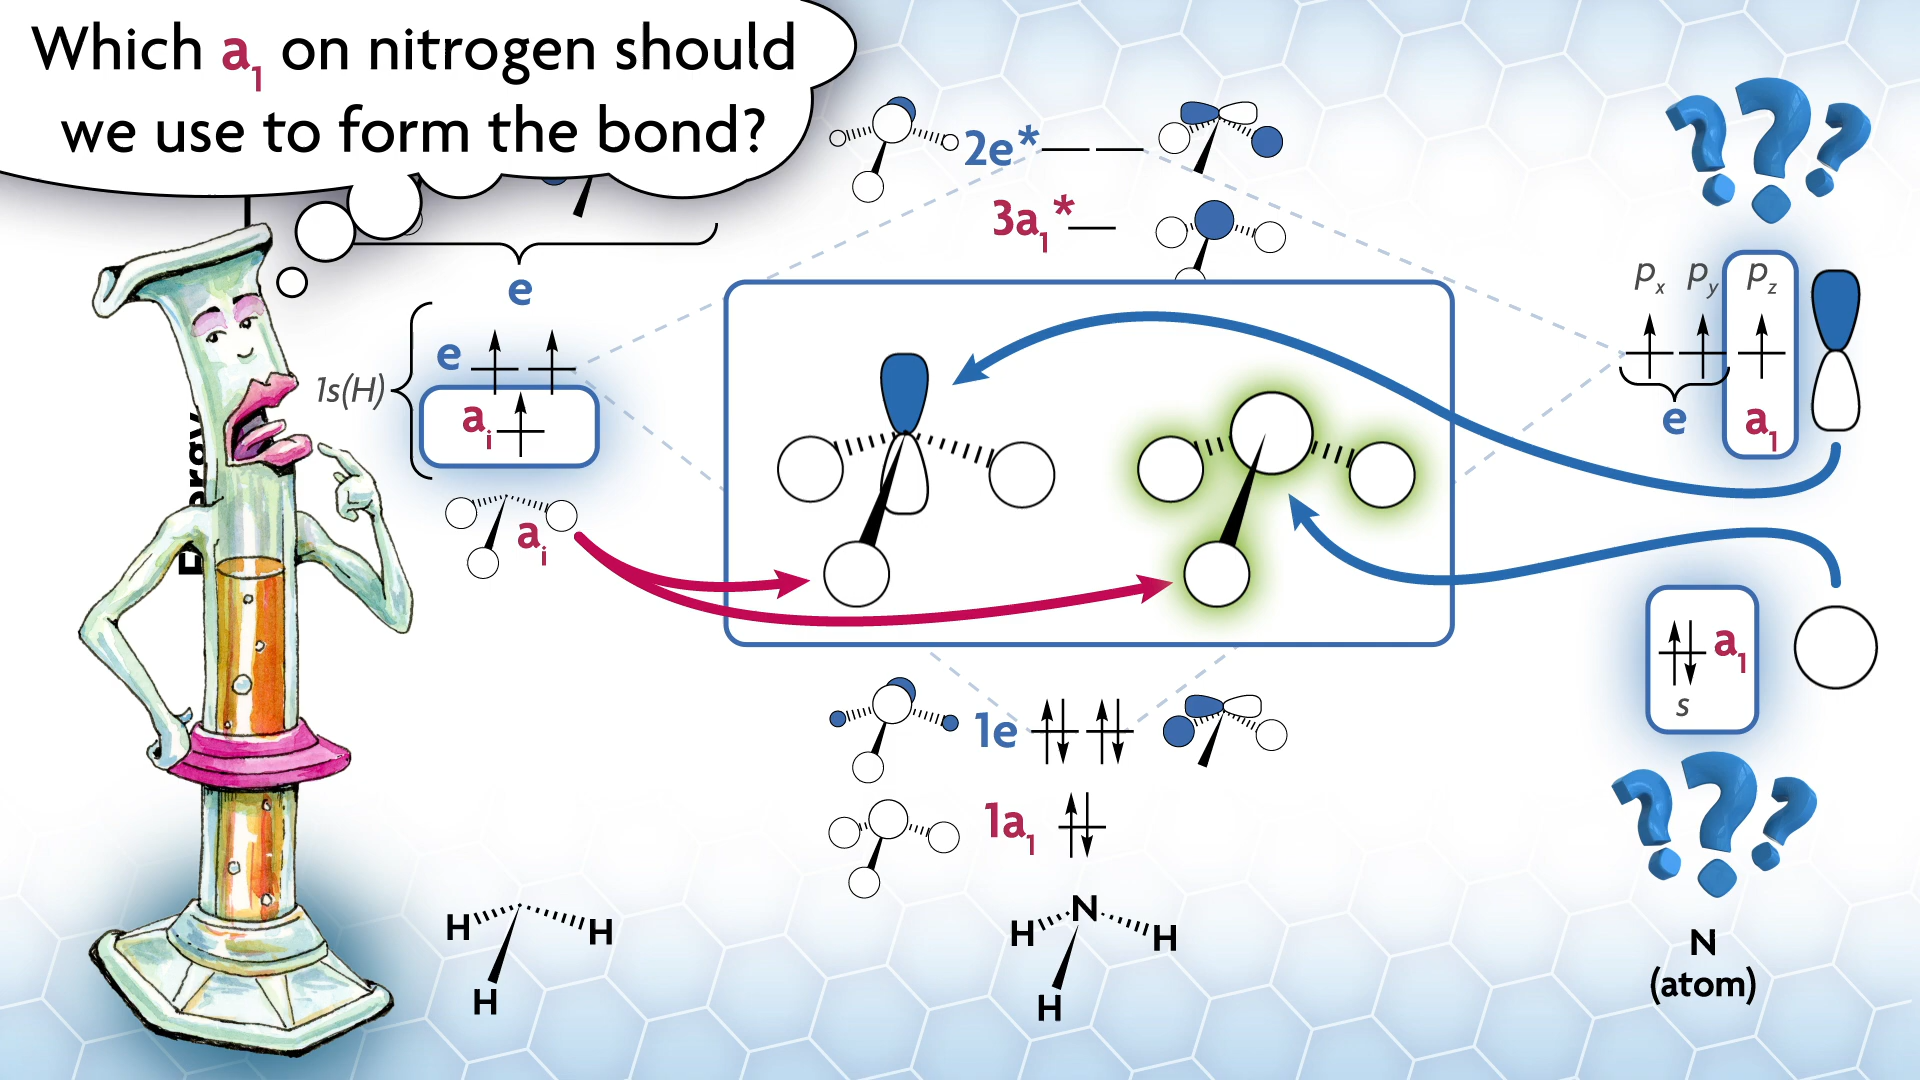 Which a1 on nitrogen should
we use to form the bond?
2e*
3a1*
e
px py pz
e
1s(H)
ai
e
a1
ai
a1
s
1e
1a1
N
H H
H
N
H H
H
(atom)